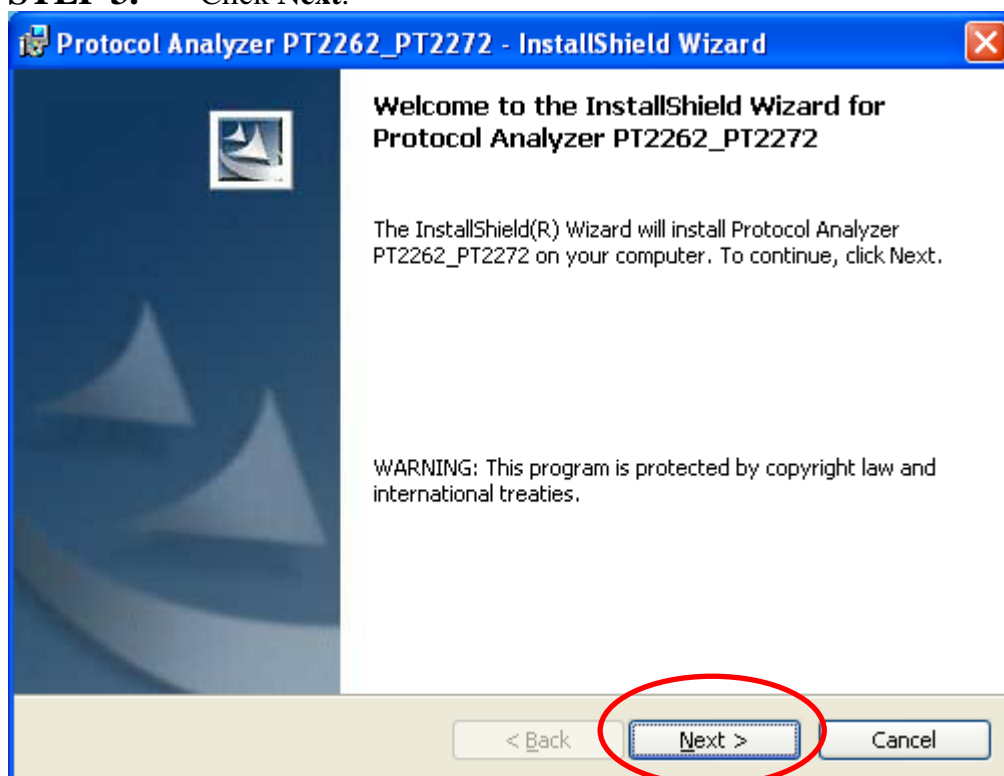 STEP 3. Click Next.
Protocol Analyzer PT2262_PT2272 - InstallShield Wizard
Welcome to the InstallShield Wizard for
Protocol Analyzer PT2262_PT2272
The InstallShield(R) Wizard will install Protocol Analyzer
PT2262_PT2272 on your computer. To continue, click Next.
WARNING: This program is protected by copyright law and
international treaties.
< Back Next > Cancel